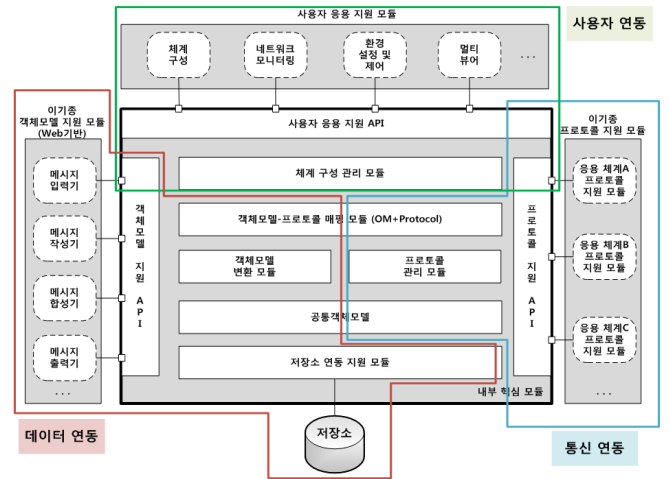 사용자 응용 지원 모듈
사용자 연동
체계
구성
네트워크
모니터링
환경
설정 및
제어
멀티
뷰어
...
이기종
객체모델 지원 모듈
(Web기반)
사용자 응용 지원 API
이기종
프로토콜 지원 모듈
메시지
입력기
메시지
작성기
메시지
합성기
메시지
출력기
...
객체모델 지원 API
체계 구성 관리 모듈
객체모델-프로토콜 매핑 모듈 (OM+Protocol)
객체모델
변환 모듈
프로토콜
관리 모듈
공통객체모델
저장소 연동 지원 모듈
내부 핵심 모듈
프로토콜 지원 API
응용 체계A
프로토콜
지원 모듈
응용 체계B
프로토콜
지원 모듈
응용 체계C
프로토콜
지원 모듈
...
데이터 연동
저장소
통신 연동